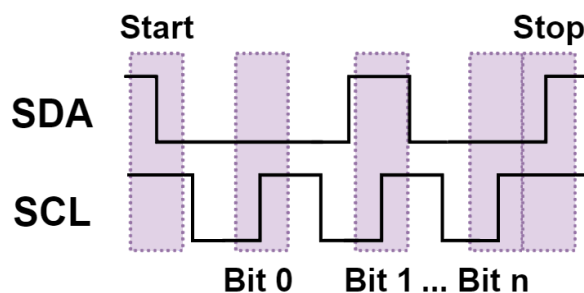 Start Stop
SDA
SCL
Bit 0 Bit 1 ... Bit n